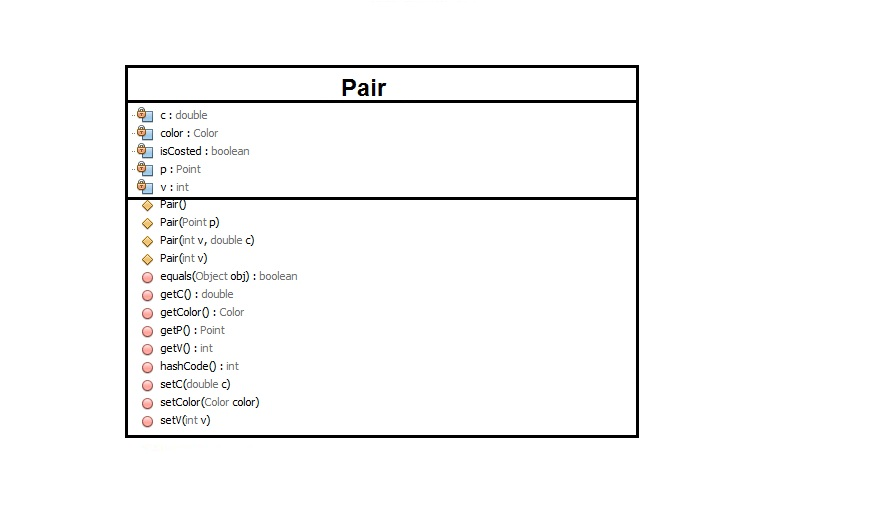 Pair
c : double
color : Color
isCosted : boolean
p : Point
v : int
Pair()
Pair(Point p)
Pair(int v, double c)
Pair(int v)
equals(Object obj) : boolean
getC() : double
getColor() : Color
getP() : Point
getV() : int
hashCode() : int
setC(double c)
setColor(Color color)
setV(int v)